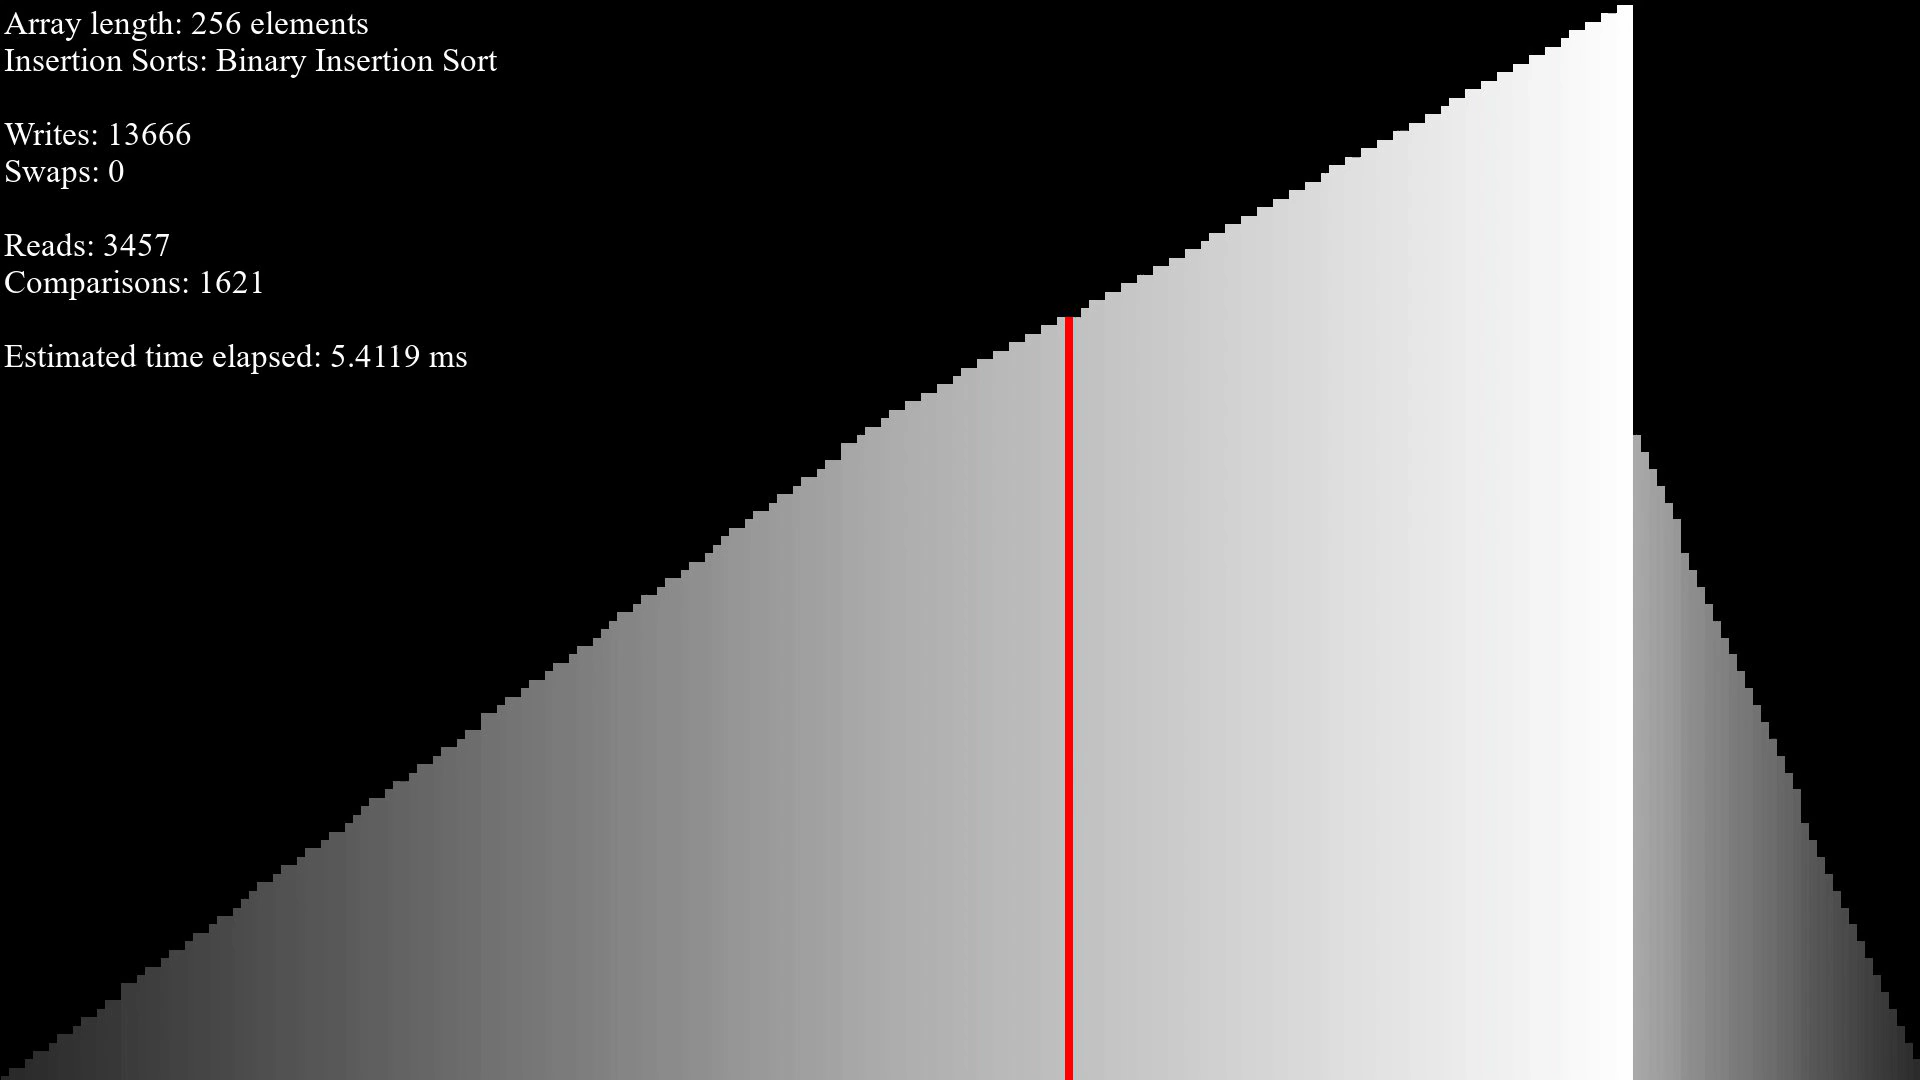 Array length: 256 elements
Insertion Sorts: Binary Insertion Sort
Writes: 13666
Swaps: 0
Reads: 3457
Comparisons: 1621
Estimated time elapsed: 5.4119 ms